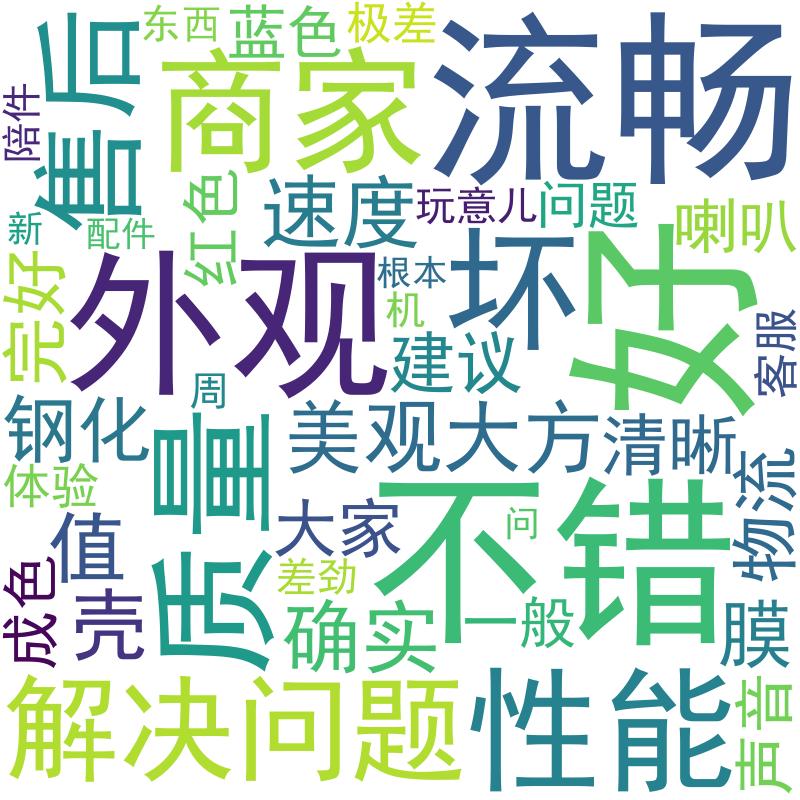 东西
蓝色
极差
流畅
售后
商家
陪件
红色
速度
玩意儿
问题
喇叭
新
配件
完好
外观
根本
坏
好
机
建议
客服
周
钢化
质量
美观大方
清晰
物流
体验
不错
值
大家
问
成色
壳
差劲
确实
一般
膜
解决问题
性能
声音